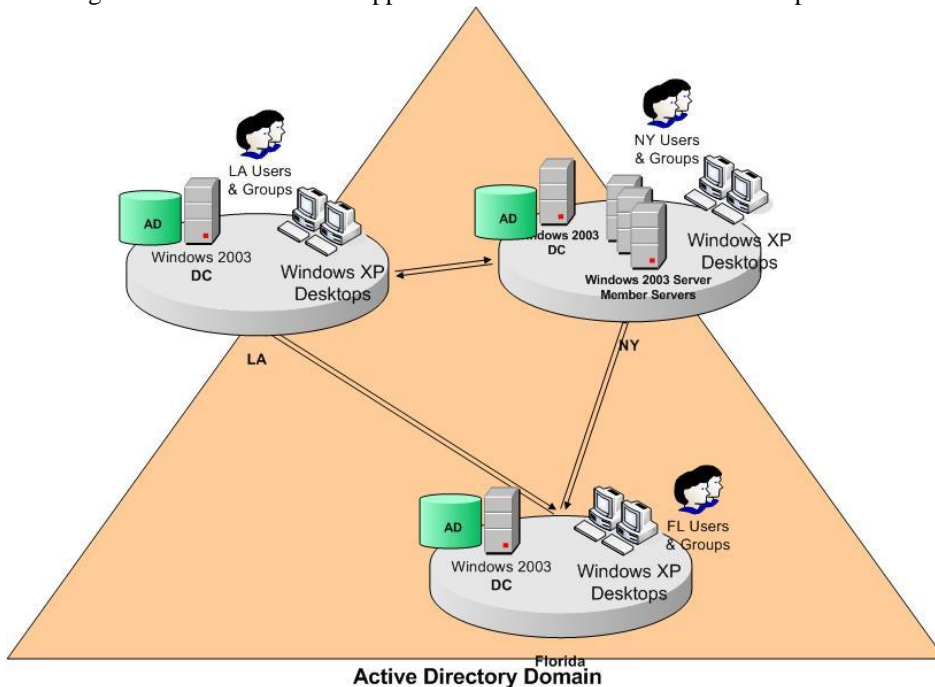 LA Users
& Groups
AD
Windows 2003
DC
Windows XP
Desktops
LA
NY Users
& Groups
AD
Windows 2003
DC
Windows XP
Desktops
Windows 2003 Server
Member Servers
NY
FL Users
& Groups
AD
Windows 2003
DC
Windows XP
Desktops
Florida
Active Directory Domain